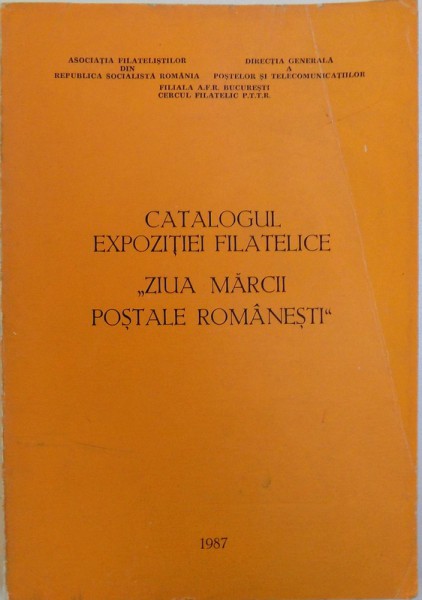 ASOCIAȚIA FILATELIȘTILOR
DIN
REPUBLICA SOCIALISTĂ ROMÂNIA
DIRECȚIA GENERALĂ
A
POȘTELOR ȘI TELECOMUNICAȚIILOR
FILIALA A.F.R. BUCUREȘTI
CERCUL FILATELIC P.T.T.R.
CATALOGUL
EXPOZIȚIEI FILATELICE
„ZIUA MĂRCII
POȘTALE ROMÂNEȘTI“
1987